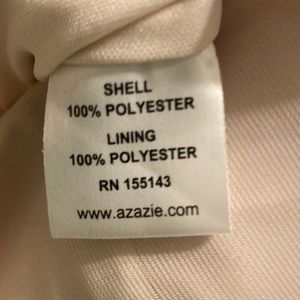 SHELL
100% POLYESTER
LINING
100% POLYESTER
RN 155143
www.azazie.com